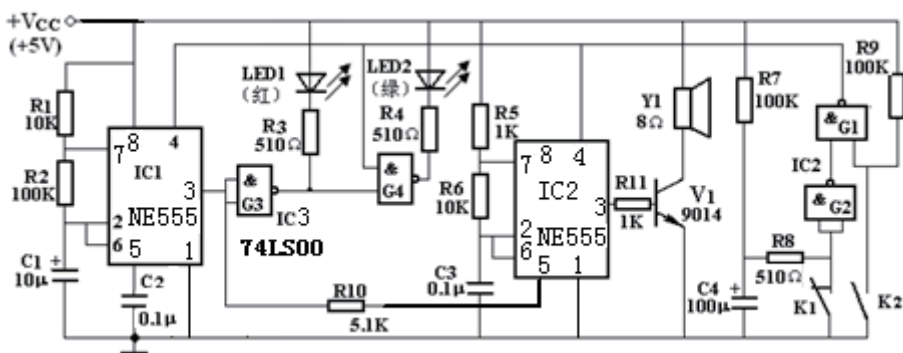 +VCC
(+5V)
R1
10K
R2
100K
C1
+
10μ
7
8
4
IC1
3
2
NE555
6
5
1
C2
0.1μ
LED1
(红)
R3
510Ω
&
G3
IC3
74LS00
R10
5.1K
LED2
(绿)
R4
510Ω
&
G4
R5
1K
R6
10K
C3
0.1μ
7
8
4
IC2
3
2
NE555
6
5
1
R11
1K
Y1
8Ω
V1
9014
R7
100K
C4
+
100μ
R8
510Ω
&
G1
IC2
&
G2
R9
100K
K1
K2